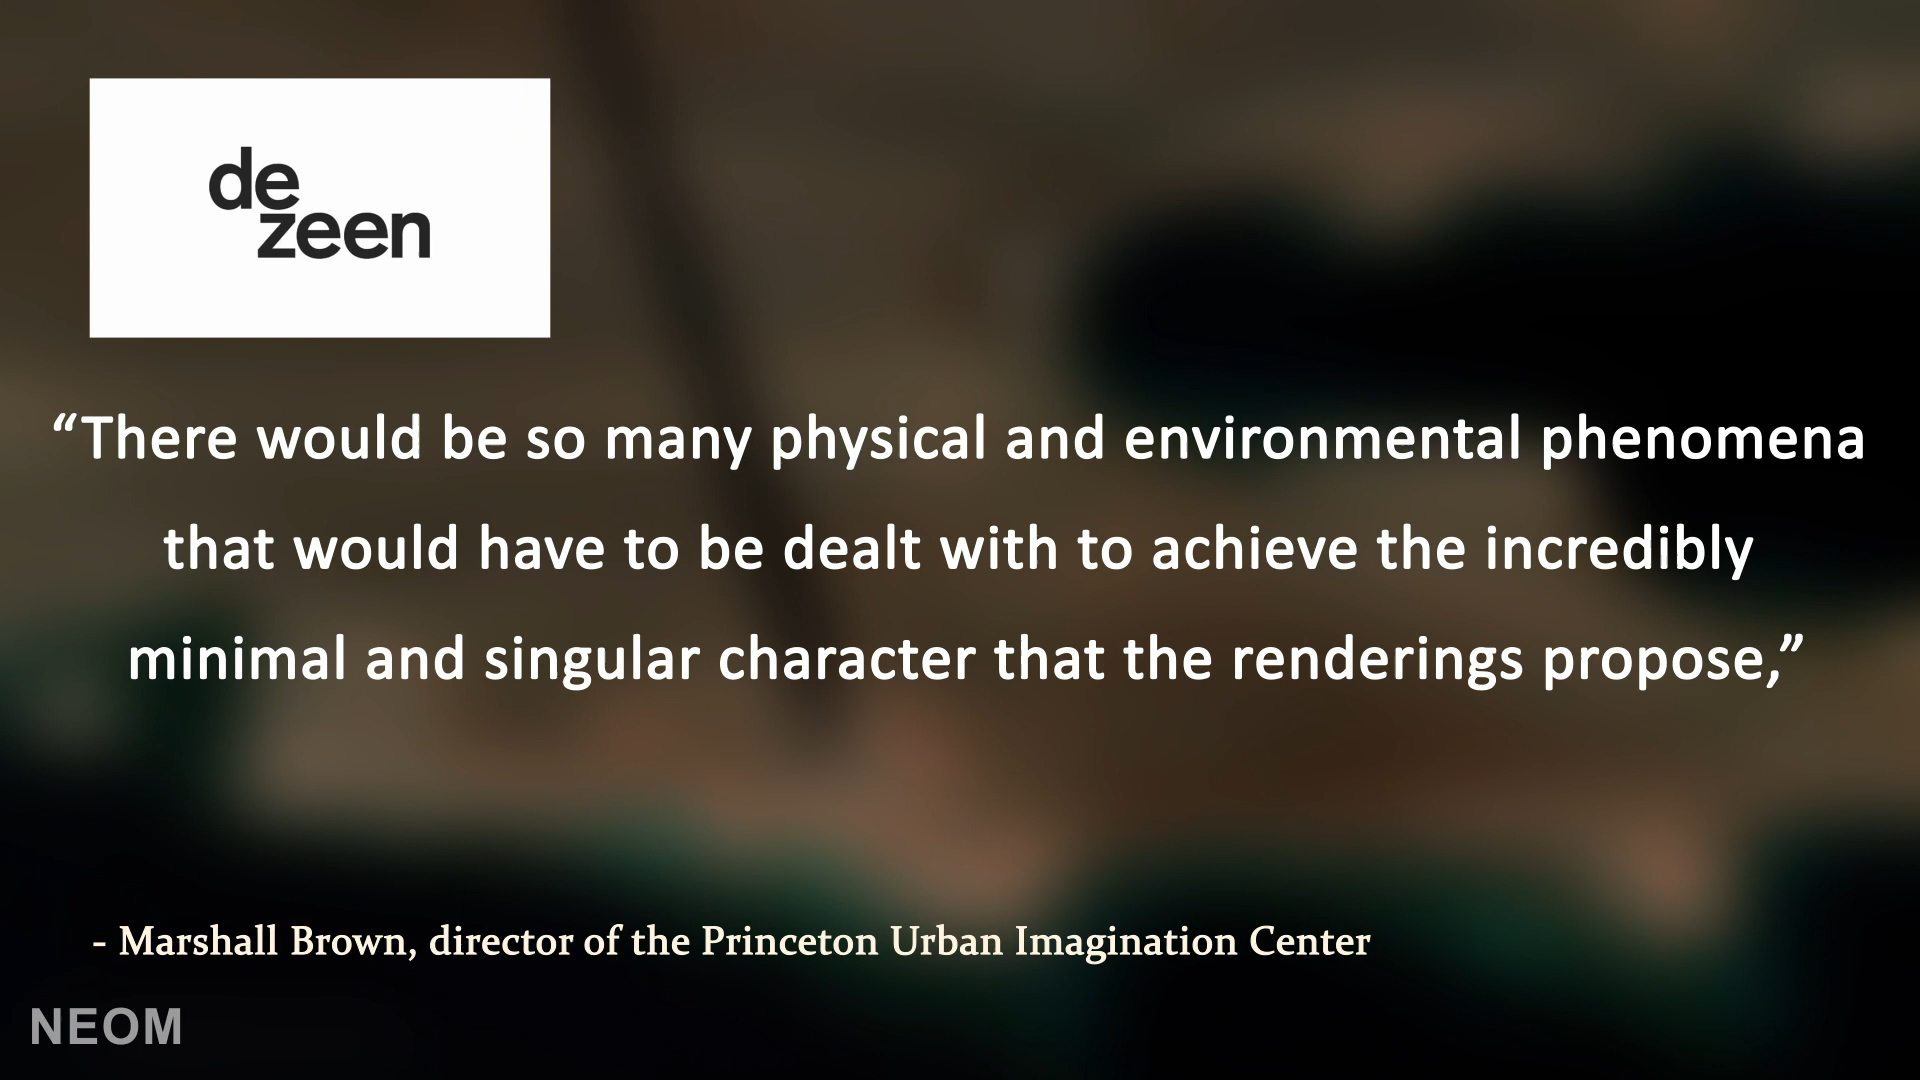 de
zeen
“There would be so many physical and environmental phenomena
that would have to be dealt with to achieve the incredibly
minimal and singular character that the renderings propose,”
- Marshall Brown, director of the Princeton Urban Imagination Center
NEOM